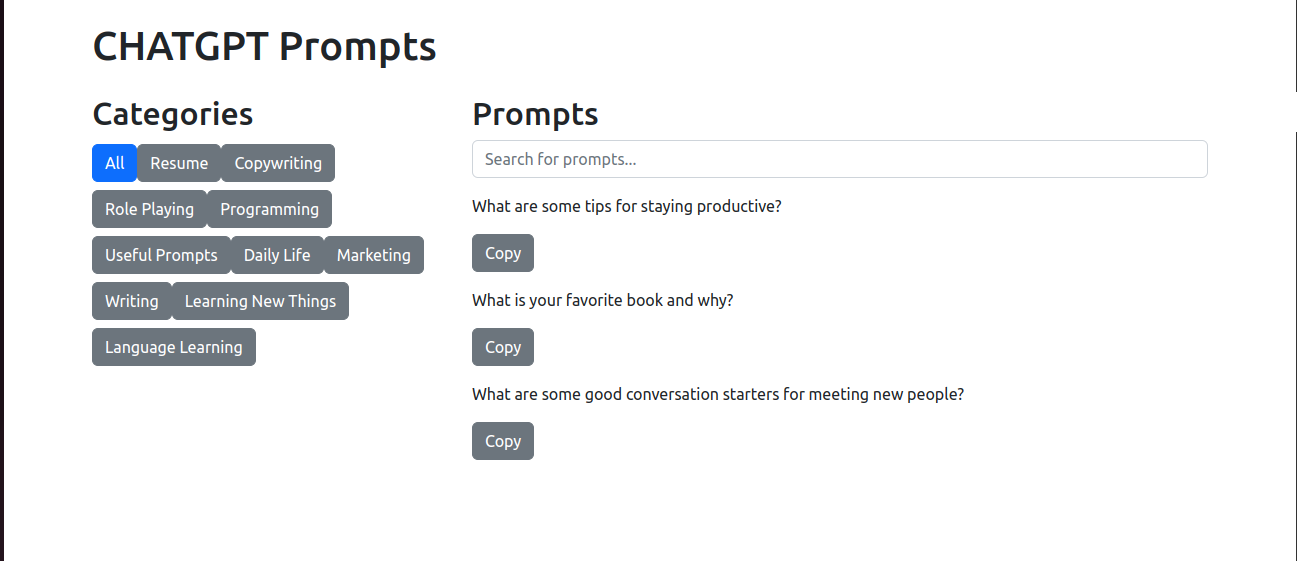 CHATGPT Prompts
Categories
All Resume Copywriting
Role Playing Programming
Useful Prompts Daily Life Marketing
Writing Learning New Things
Language Learning
Prompts
Search for prompts...
What are some tips for staying productive?
Copy
What is your favorite book and why?
Copy
What are some good conversation starters for meeting new people?
Copy